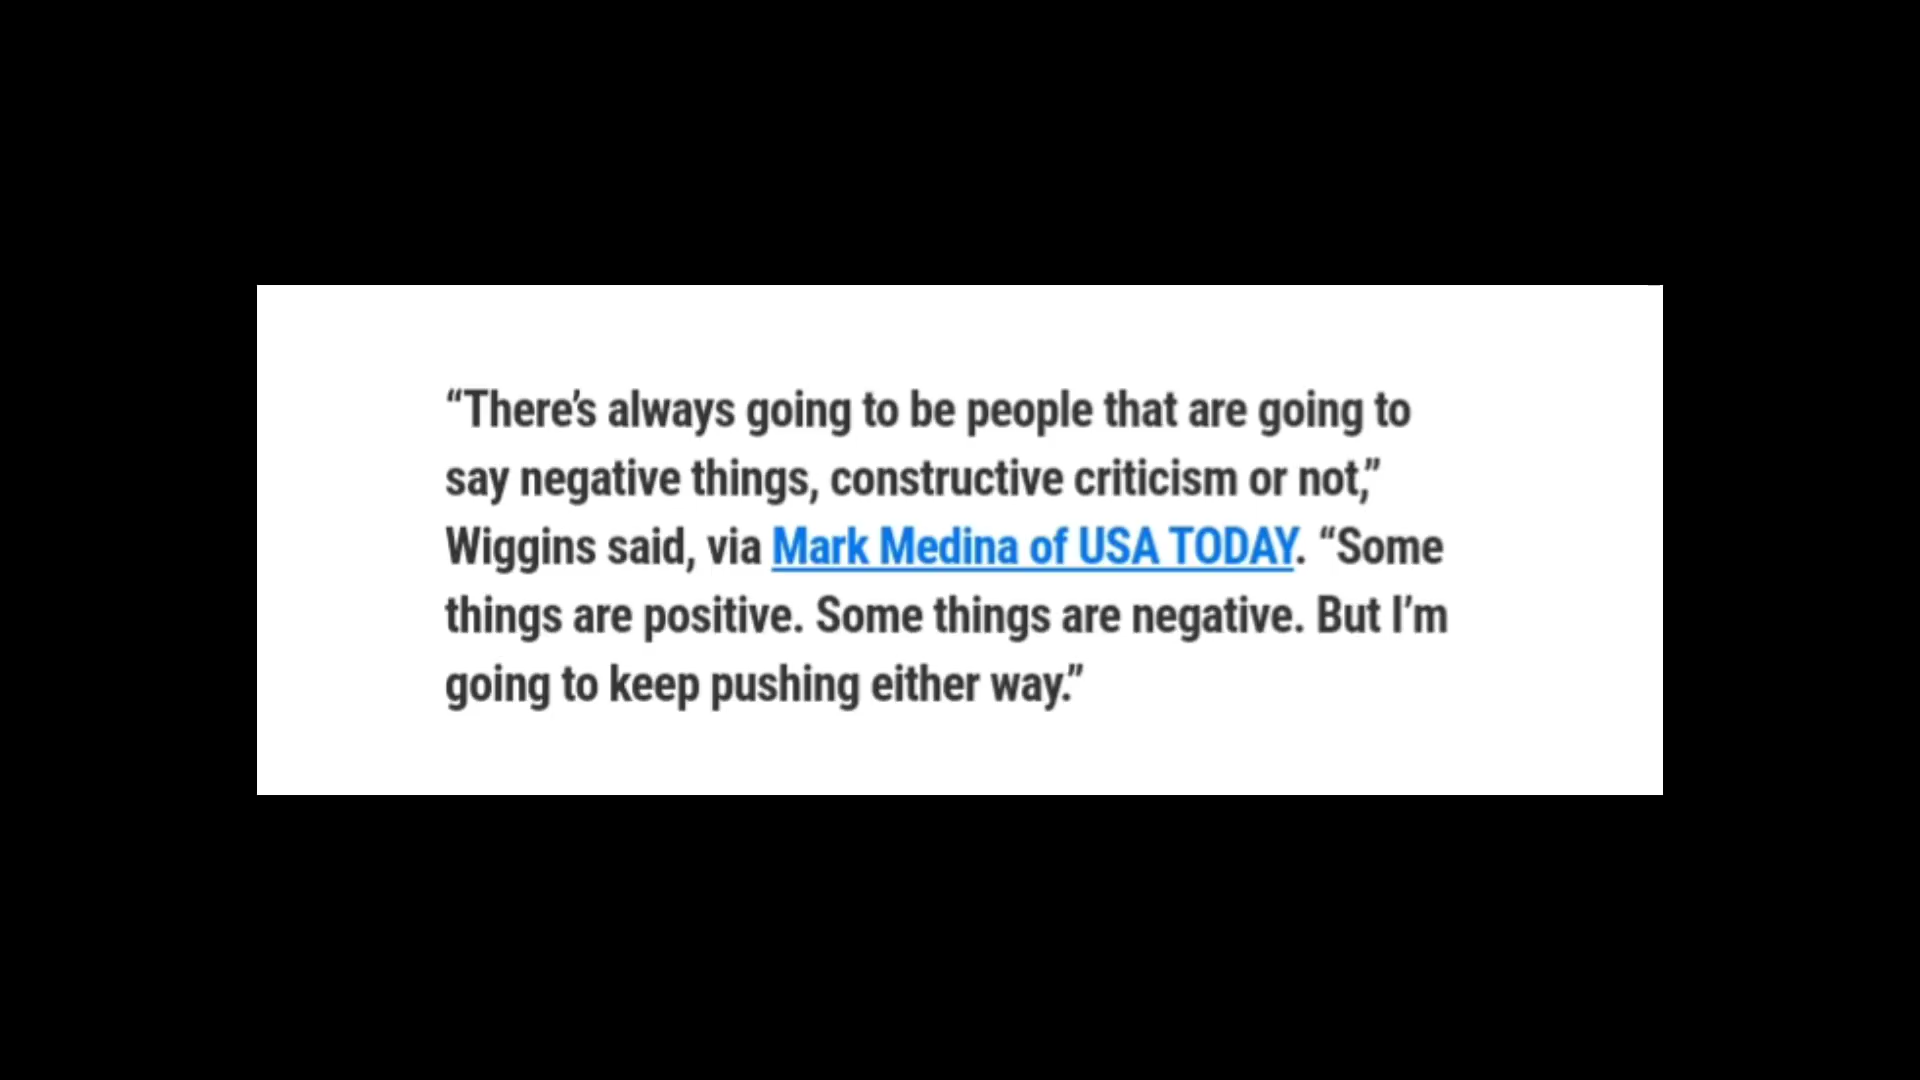 “There’s always going to be people that are going to
say negative things, constructive criticism or not,”
Wiggins said, via Mark Medina of USA TODAY. “Some
things are positive. Some things are negative. But I’m
going to keep pushing either way.”